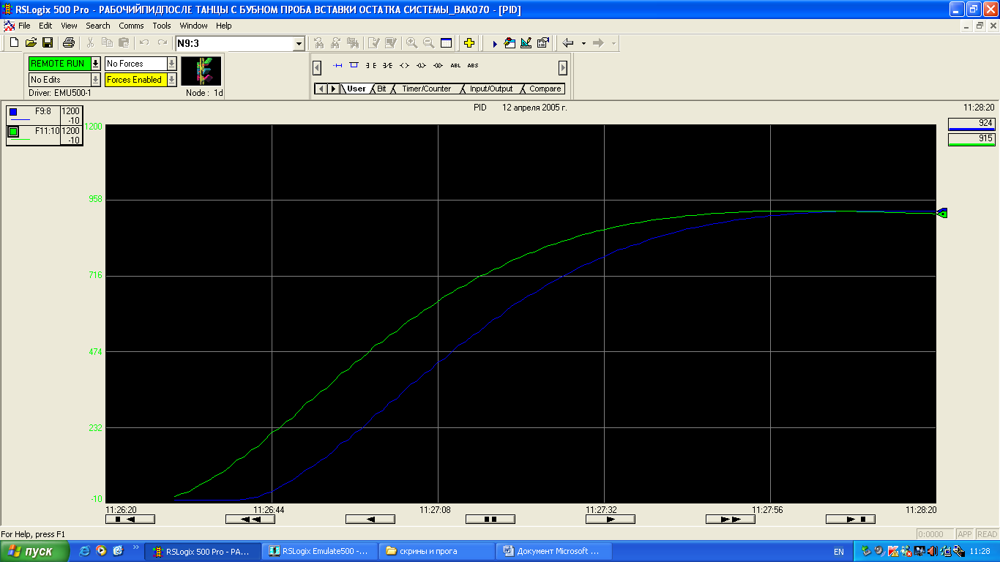 RSLogix 500 Pro - РАБОЧИЙПИДПОСЛЕ ТАНЦЫ С БУБНОМ ПРОБА ВСТАВКИ ОСТАТКА СИСТЕМЫ_BAK070 - [PID]
File Edit View Search Comms Tools Window Help
N9:3
REMOTE RUN No Forces
No Edits Forces Enabled
Driver: EMU500-1 Node : 1d
ABL ABS
User Bit Timer/Counter Input/Output Compare
PID 12 апреля 2005 г. 11:28:20
F9:8 1200
-10
F11:10 1200
-10
924
915
1200
958
716
474
232
-10
11:26:20 11:26:44 11:27:08 11:27:32 11:27:56 11:28:20
For Help, press F1 0:0000 APP READ
пуск RSLogix 500 Pro - РА... RSLogix Emulate500 -... скрины и прога Документ Microsoft ... EN 11:28